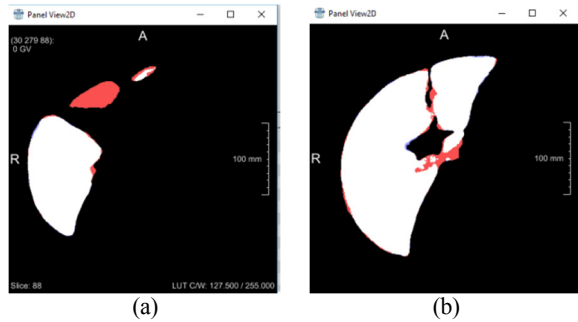 Panel View2D
(30 279 88):
0 GV
A
R
100 mm
Slice: 88
LUT C/W: 127.500 / 255.000
(a)
Panel View2D
A
R
100 mm
(b)